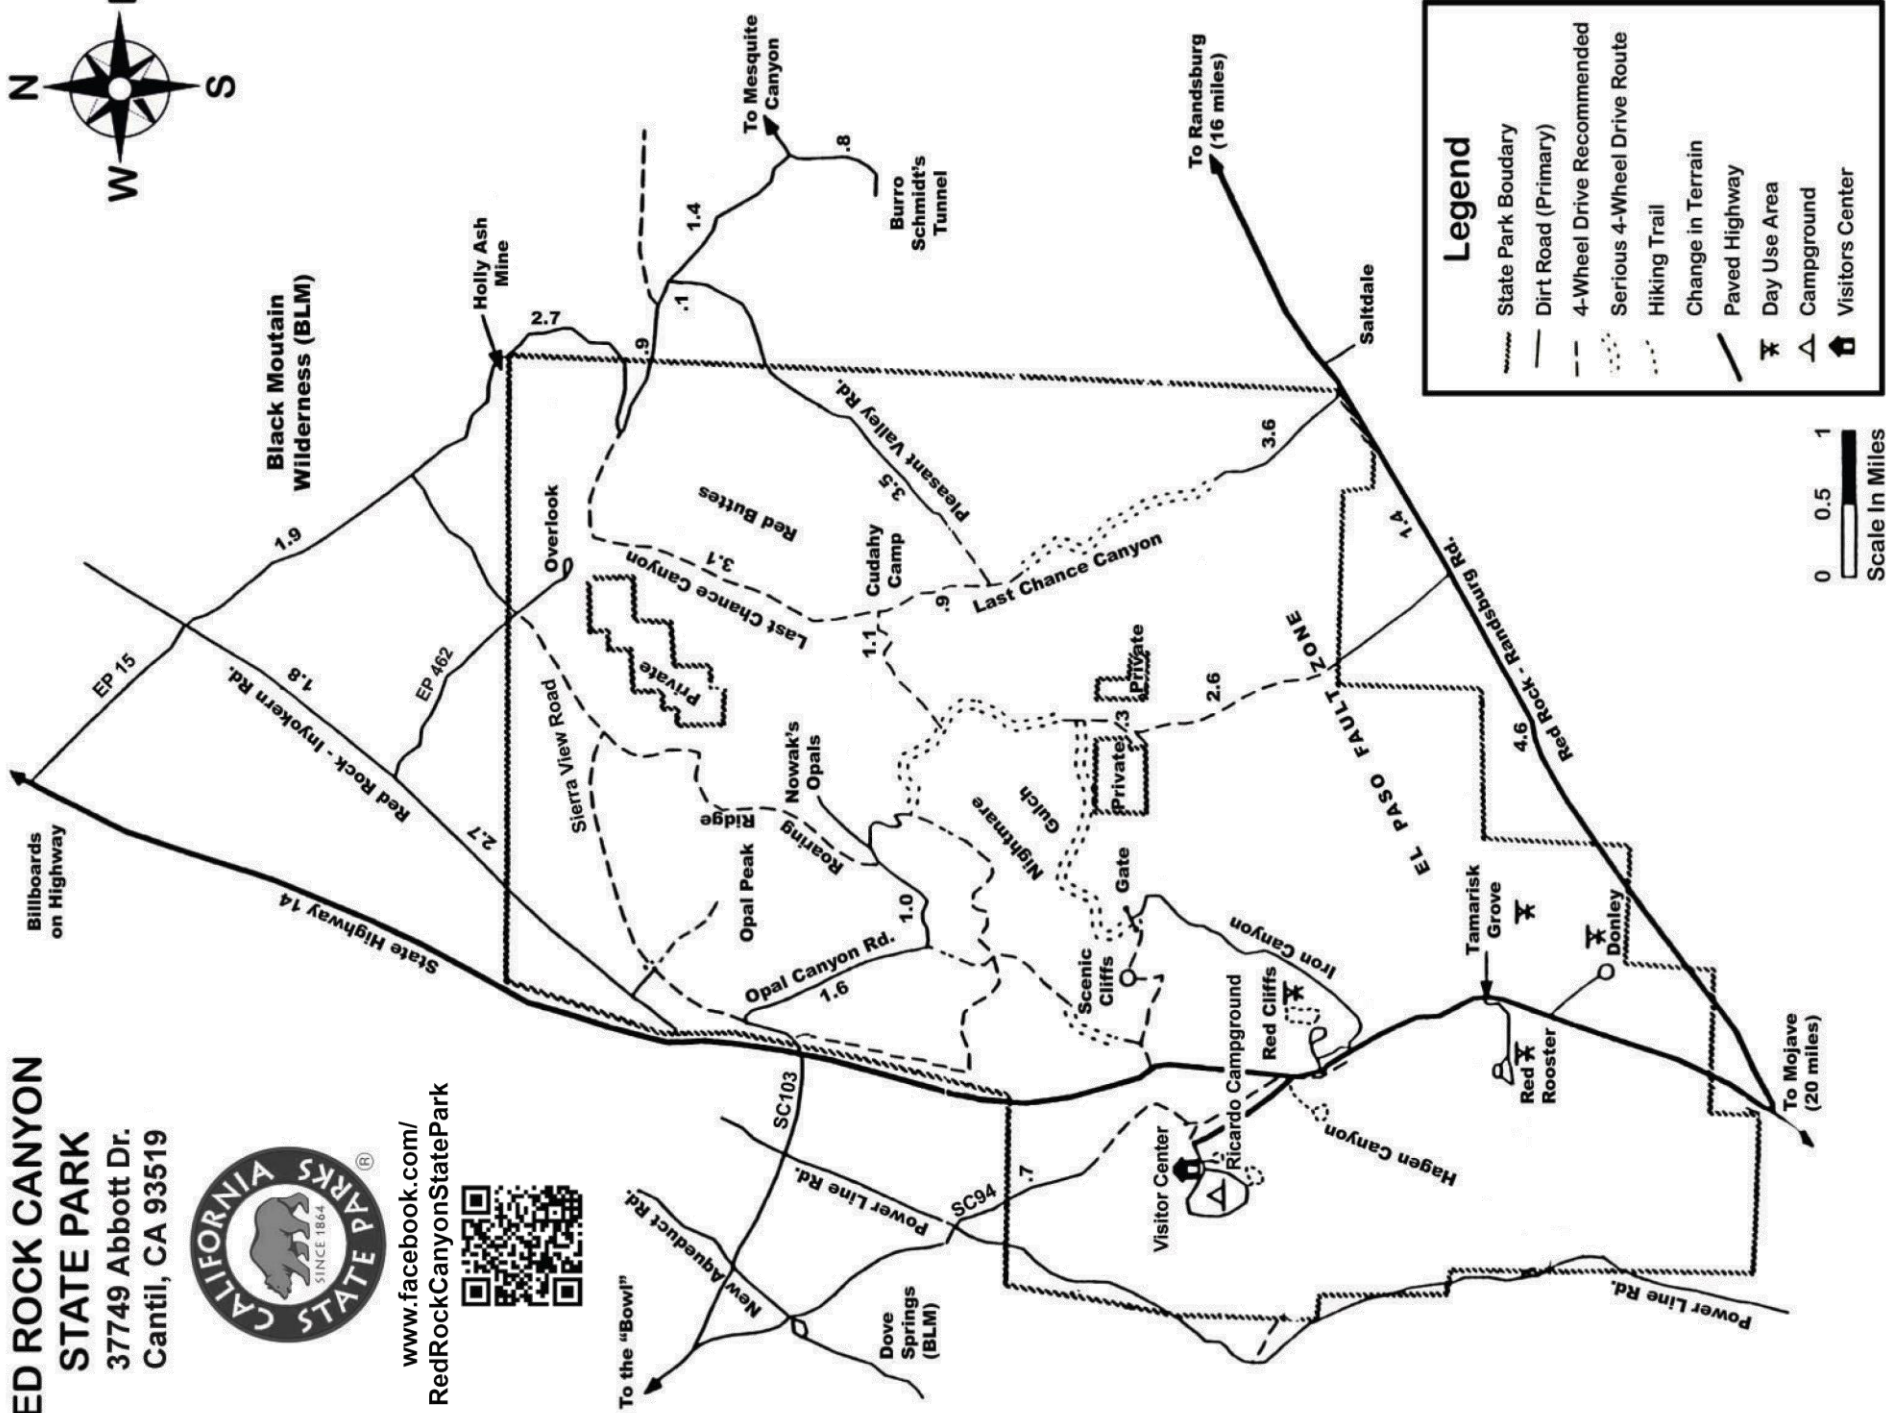 ED ROCK CANYON
STATE PARK
37749 Abbott Dr.
Cantil, CA 93519
CALIFORNIA
STATE PARKS
SINCE 1864
®
www.facebook.com/
RedRockCanyonStatePark
N
W
S
Billboards
on Highway
EP 15
1.9
Black Moutain
Wilderness (BLM)
Holly Ash
Mine
2.7
Red Rock - Inyokern Rd.
1.8
2.7
EP 462
State Highway 14
Sierra View Road
Overlook
Private
.9
.1
1.4
To Mesquite
Canyon
.8
Burro
Schmidt's
Tunnel
Last Chance Canyon
3.1
Red Buttes
Pleasant Valley Rd.
3.5
Cudahy
Camp
1.1
.9
Last Chance Canyon
3.6
Saltdale
To Randsburg
(16 miles)
Opal Peak
Roaring
Ridge
Nowak's
Opals
Opal Canyon Rd.
1.6
1.0
Nightmare
Gulch
Private
.3
Private
2.6
EL PASO FAULT ZONE
1.4
Red Rock - Randsburg Rd.
4.6
Scenic
Cliffs
Gate
Iron Canyon
Red Cliffs
Ricardo Campground
Visitor Center
Hagen Canyon
Tamarisk
Grove
Donley
Red
Rooster
To Mojave
(20 miles)
SC103
SC94
.7
Power Line Rd.
New Aqueduct Rd.
To the "Bowl"
Dove
Springs
(BLM)
Power Line Rd.
Legend
State Park Boudary
Dirt Road (Primary)
4-Wheel Drive Recommended
Serious 4-Wheel Drive Route
Hiking Trail
Change in Terrain
Paved Highway
Day Use Area
Campground
Visitors Center
0 0.5 1
Scale In Miles